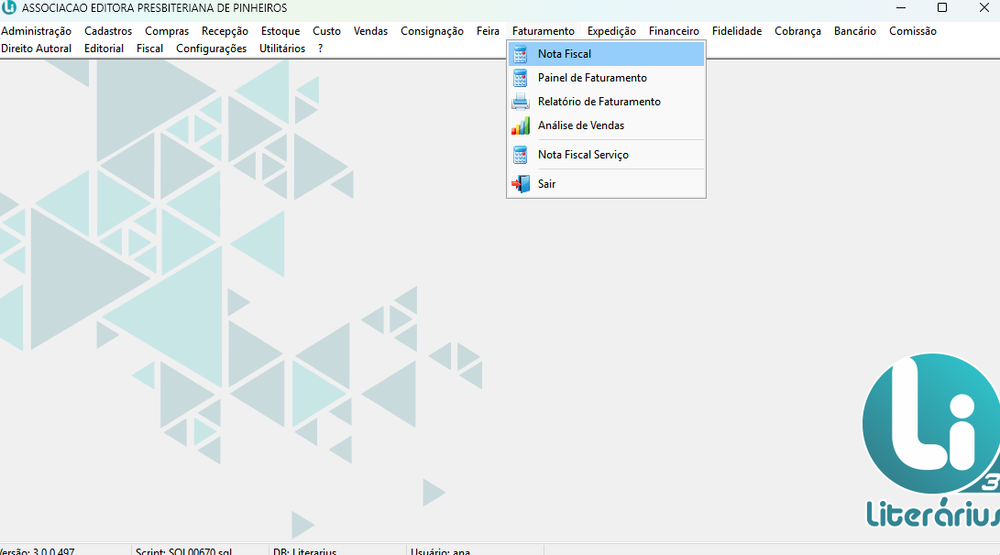 ASSOCIACAO EDITORA PRESBITERIANA DE PINHEIROS
Administração Cadastros Compras Recepção Estoque Custo Vendas Consignação Feira Faturamento Expedição Financeiro Fidelidade Cobrança Bancário Comissão
Direito Autoral Editorial Fiscal Configurações Utilitários ?
Nota Fiscal
Painel de Faturamento
Relatório de Faturamento
Análise de Vendas
Nota Fiscal Serviço
Sair
Li
3
Literárius
Versão: 3.0.0.497 Script: SQL00670.sql DB: Literarius Usuário: ana